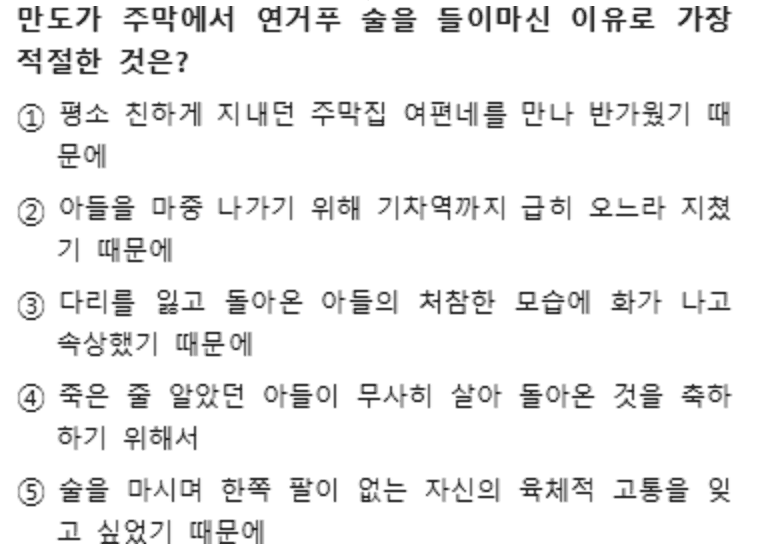 만도가 주막에서 연거푸 술을 들이마신 이유로 가장
적절한 것은?
① 평소 친하게 지내던 주막집 여편네를 만나 반가웠기 때
문에
② 아들을 마중 나가기 위해 기차역까지 급히 오느라 지쳤
기 때문에
③ 다리를 잃고 돌아온 아들의 처참한 모습에 화가 나고
속상했기 때문에
④ 죽은 줄 알았던 아들이 무사히 살아 돌아온 것을 축하
하기 위해서
⑤ 술을 마시며 한쪽 팔이 없는 자신의 육체적 고통을 잊
고 싶었기 때문에